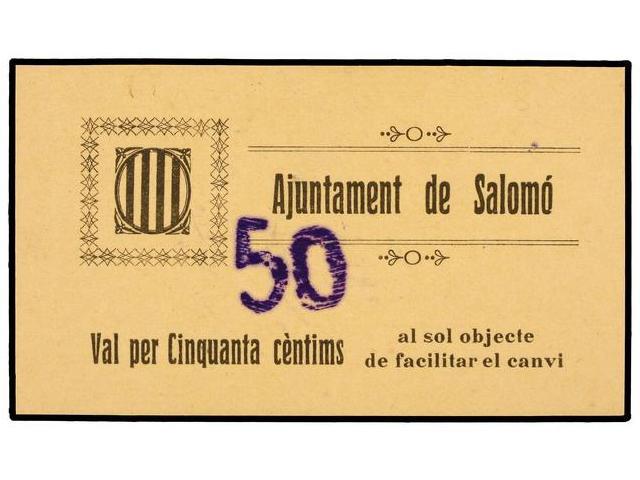 Ajuntament de Salomó
50
Val per Cinquanta cèntims
al sol objecte
de facilitar el canvi